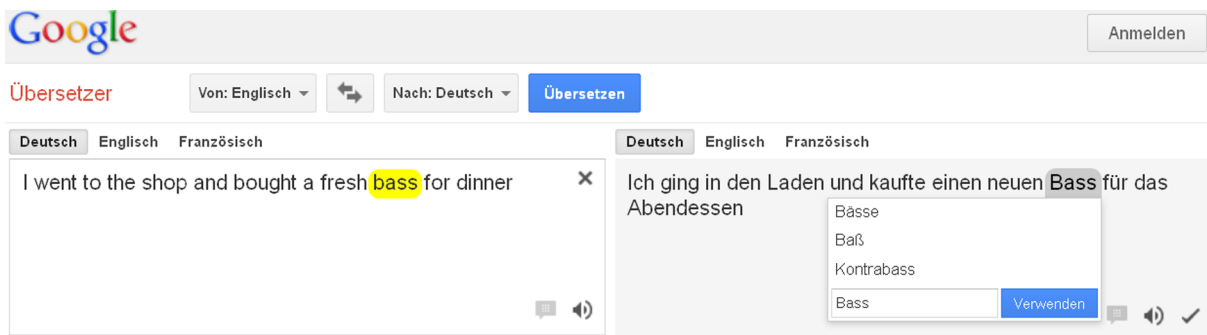 Google
Anmelden
Übersetzer
Von: Englisch
Nach: Deutsch
Übersetzen
Deutsch Englisch Französisch
Deutsch Englisch Französisch
I went to the shop and bought a fresh bass for dinner
Ich ging in den Laden und kaufte einen neuen Bass für das
Abendessen
Bässe
Baß
Kontrabass
Bass
Verwenden